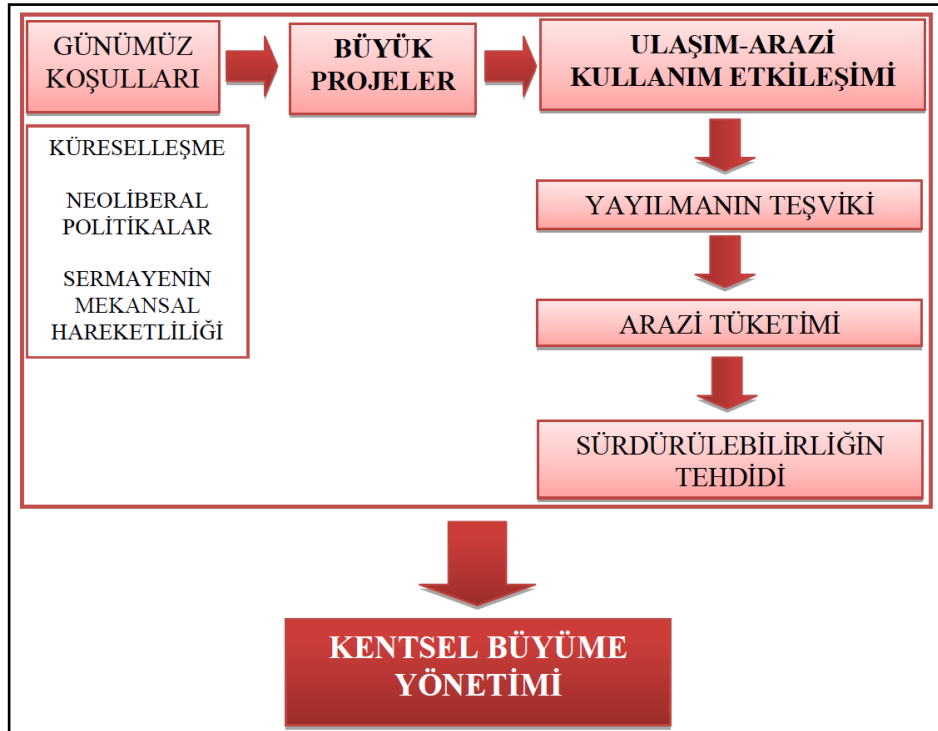 GÜNÜMÜZ
KOŞULLARI
BÜYÜK
PROJELER
ULAŞIM-ARAZİ
KULLANIM ETKİLEŞİMİ
KÜRESELLEŞME
NEOLİBERAL
POLİTİKALAR
SERMAYENİN
MEKANSAL
HAREKETLİLİĞİ
YAYILMANIN TEŞVİKİ
ARAZİ TÜKETİMİ
SÜRDÜRÜLEBİLİRLİĞİN
TEHDİDİ
KENTSEL BÜYÜME
YÖNETİMİ